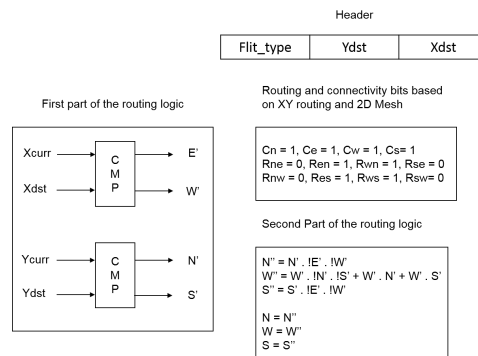 Header
Flit_type Ydst Xdst
First part of the routing logic
Xcurr
Xdst
C
M
P
E'
W'
Ycurr
Ydst
C
M
P
N'
S'
Routing and connectivity bits based
on XY routing and 2D Mesh
Cn = 1, Ce = 1, Cw = 1, Cs= 1
Rne = 0, Ren = 1, Rwn = 1, Rse = 0
Rnw = 0, Res = 1, Rws = 1, Rsw= 0
Second Part of the routing logic
N'' = N' . !E' . !W'
W'' = W' . !N' . !S' + W' . N' + W' . S'
S'' = S' . !E' . !W'
N = N''
W = W''
S = S''